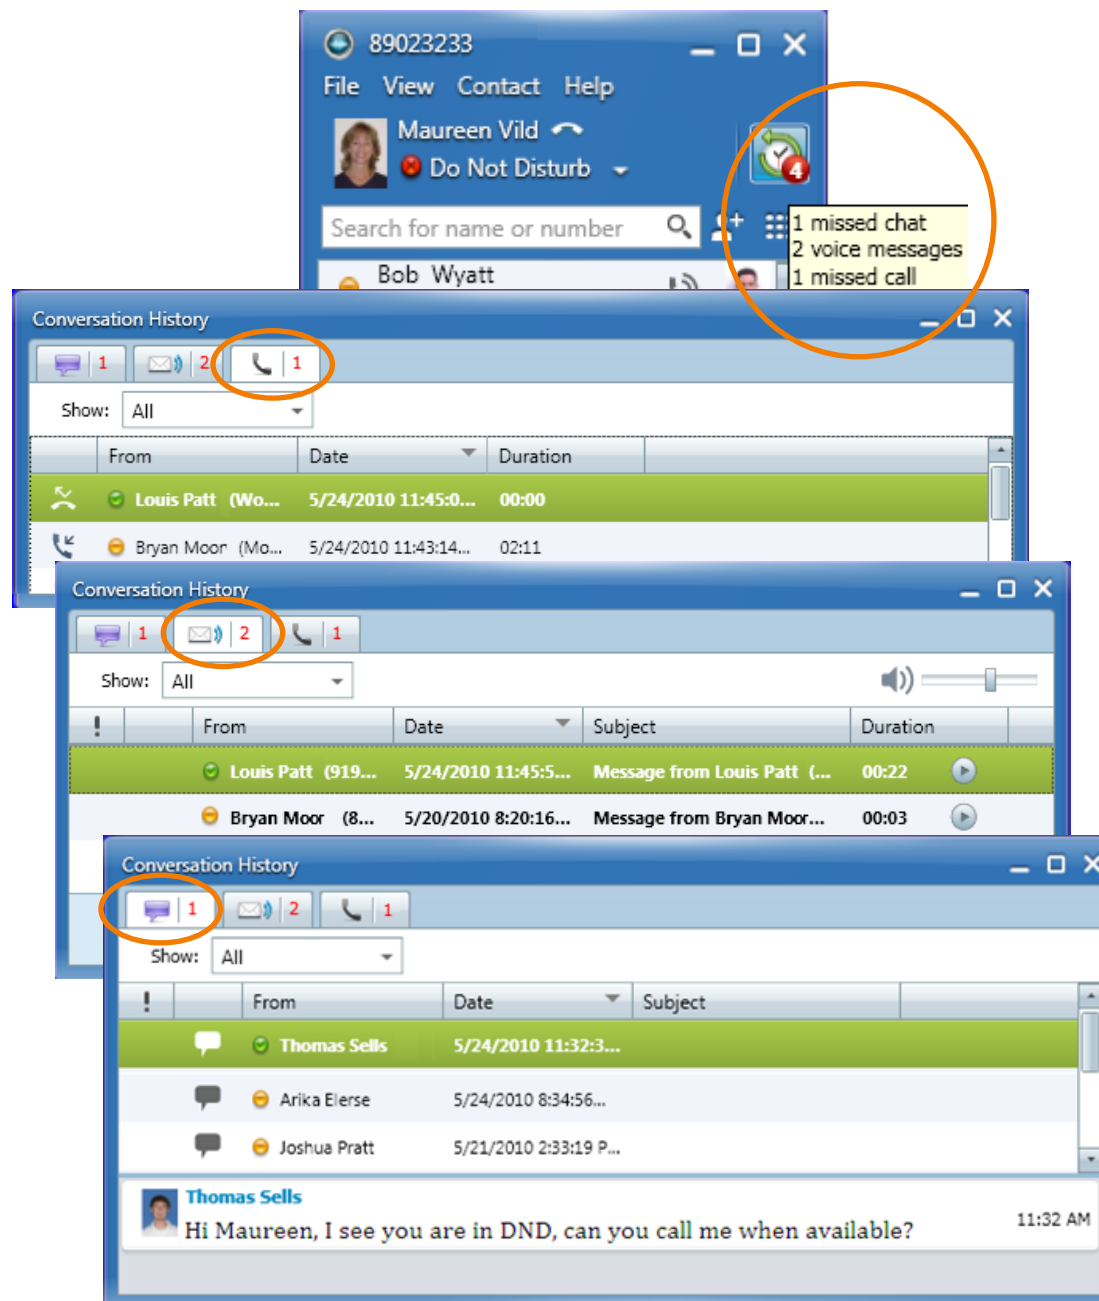 89023233
File View Contact Help
Maureen Vild
Do Not Disturb
4
Search for name or number
1 missed chat
2 voice messages
1 missed call
Bob Wyatt
Conversation History
1 2 1
Show: All
From Date Duration
Louis Patt (Wo... 5/24/2010 11:45:0... 00:00
Bryan Moor (Mo... 5/24/2010 11:43:14... 02:11
Conversation History
1 2 1
Show: All
! From Date Subject Duration
Louis Patt (919... 5/24/2010 11:45:5... Message from Louis Patt (... 00:22
Bryan Moor (8... 5/20/2010 8:20:16... Message from Bryan Moor... 00:03
Conversation History
1 2 1
Show: All
! From Date Subject
Thomas Sells 5/24/2010 11:32:3...
Arika Elerse 5/24/2010 8:34:56...
Joshua Pratt 5/21/2010 2:33:19 P...
Thomas Sells
Hi Maureen, I see you are in DND, can you call me when available? 11:32 AM